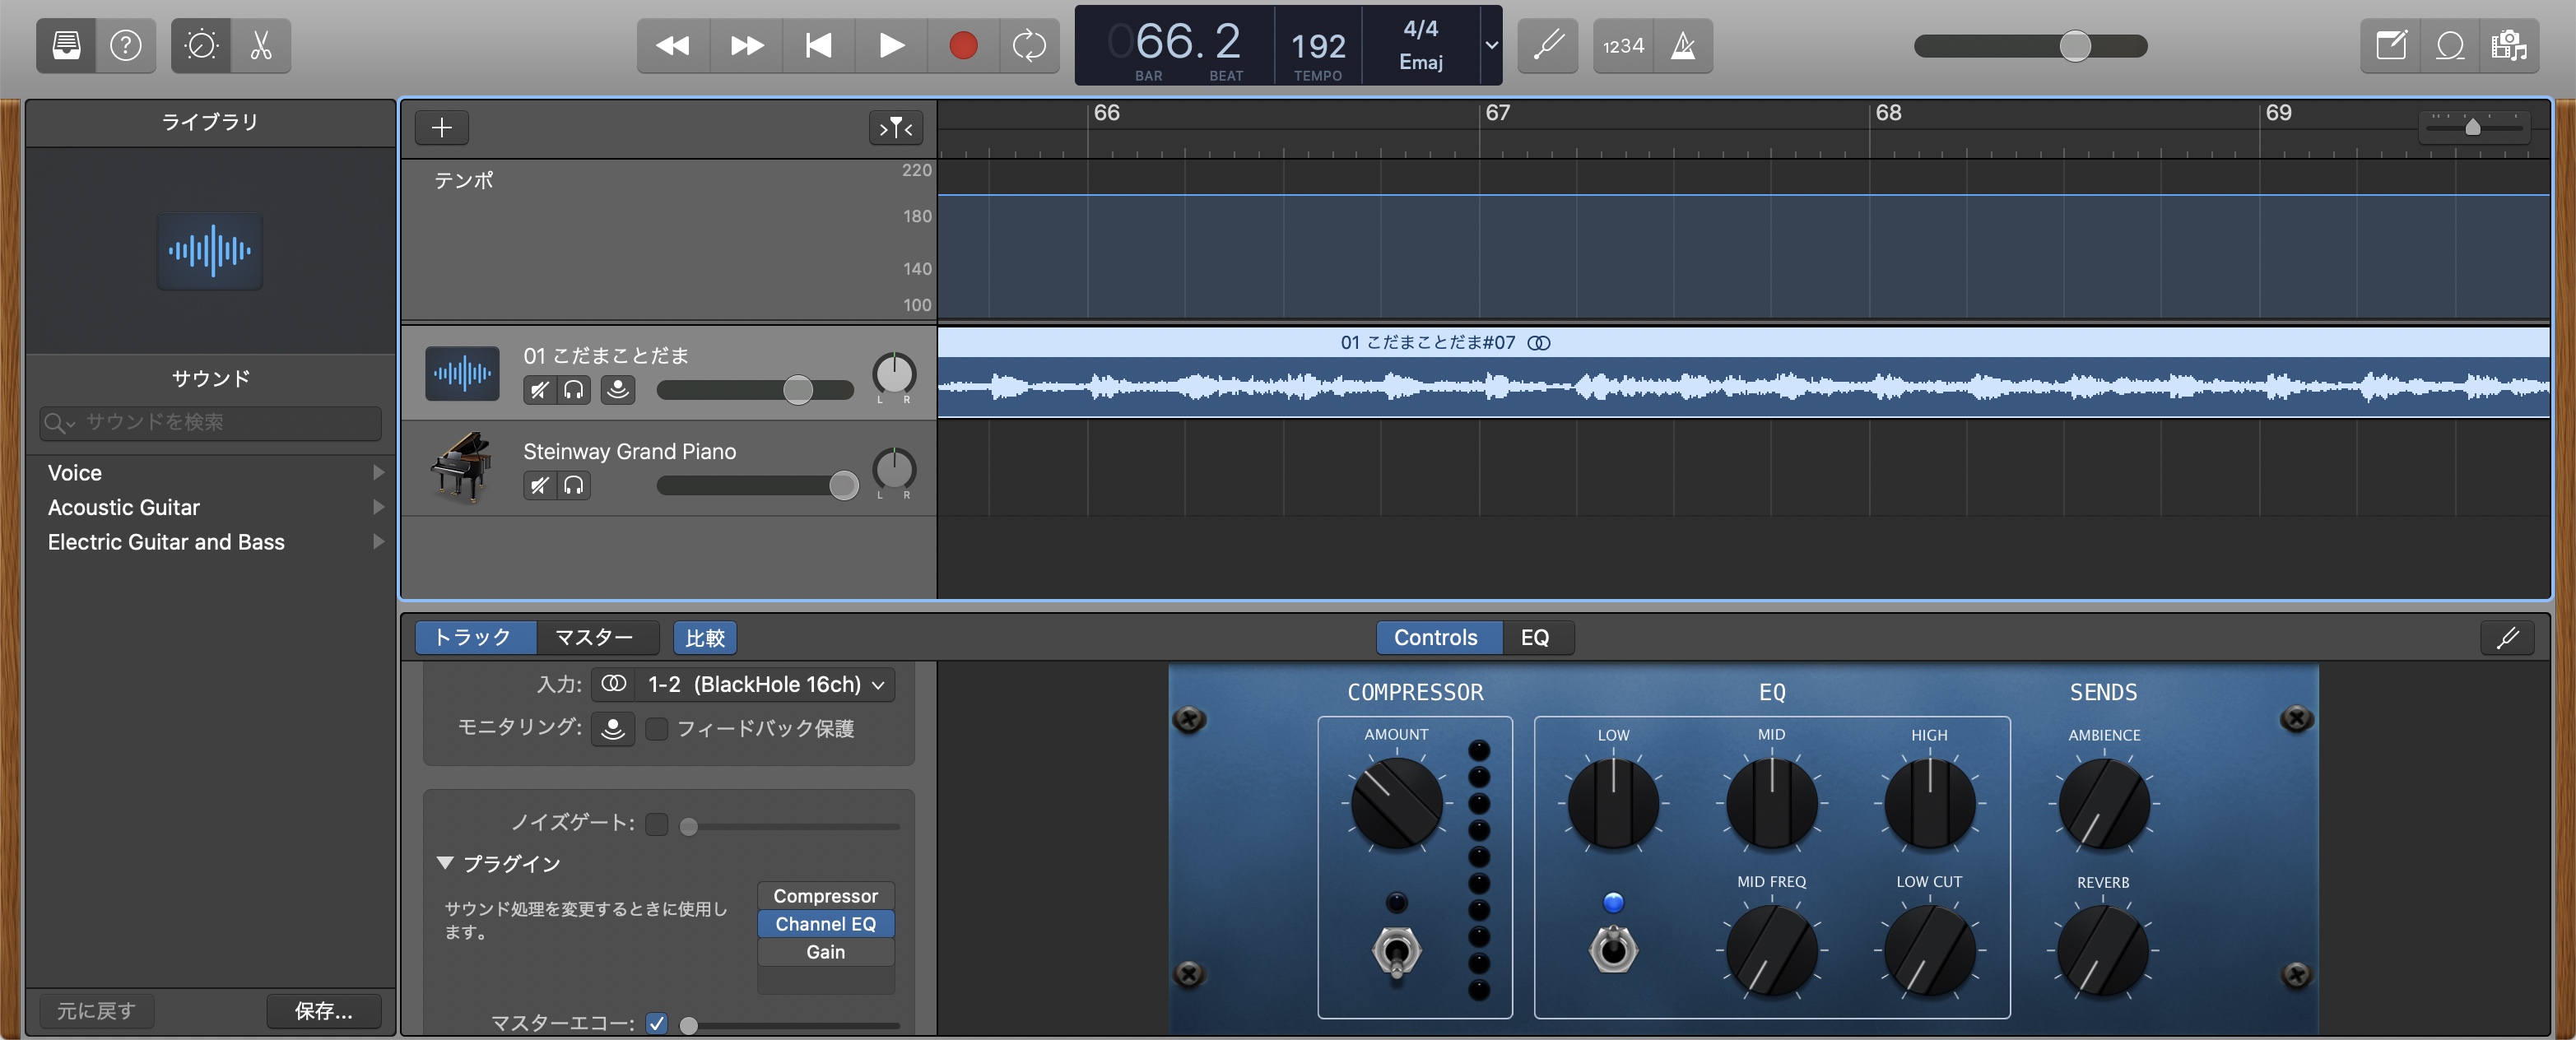 1234
066.2
BAR BEAT
192
TEMPO
4/4
Emaj
ライブラリ
サウンド
サウンドを検索
Voice
Acoustic Guitar
Electric Guitar and Bass
元に戻す
保存...
66 67 68 69
テンポ
220
180
140
100
01 こだまことだま
L R
Steinway Grand Piano
L R
01 こだまことだま#07
トラック マスター 比較
Controls EQ
入力: 1-2 (BlackHole 16ch)
モニタリング: フィードバック保護
ノイズゲート:
プラグイン
サウンド処理を変更するときに使用し
ます。
Compressor
Channel EQ
Gain
マスターエコー:
COMPRESSOR
AMOUNT
EQ
LOW MID HIGH
MID FREQ LOW CUT
SENDS
AMBIENCE
REVERB